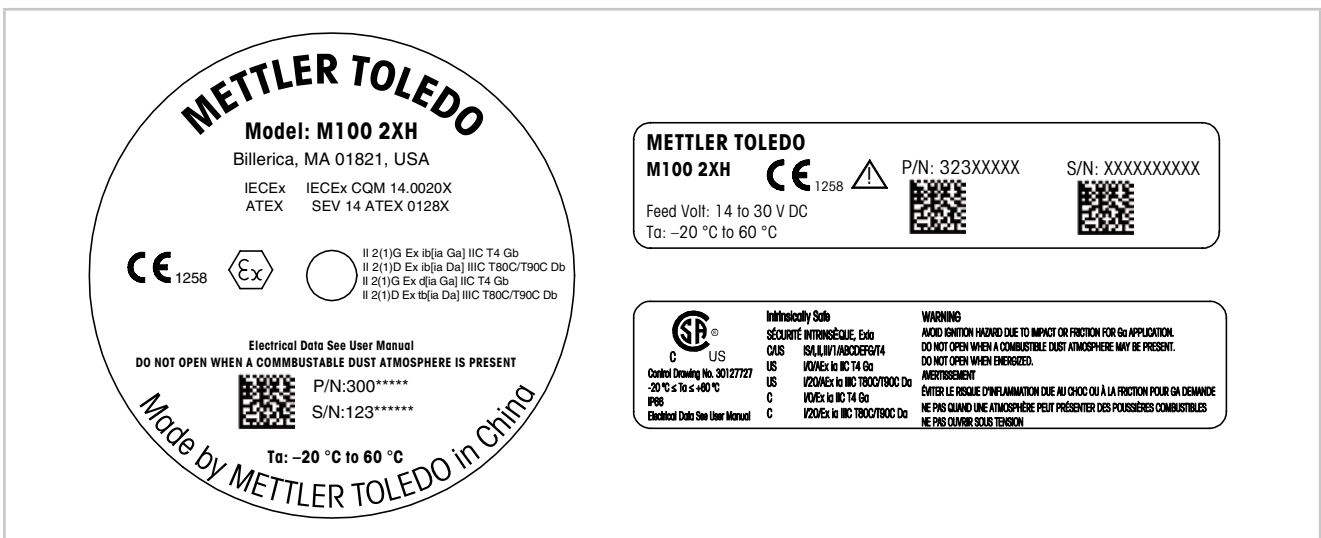 METTLER TOLEDO
Model: M100 2XH
Billerica, MA 01821, USA
IECEx IECEx CQM 14.0020X
ATEX SEV 14 ATEX 0128X
CE 1258 Ex
II 2(1)G Ex ib[ia Ga] IIC T4 Gb
II 2(1)D Ex ib[ia Da] IIIC T80C/T90C Db
II 2(1)G Ex d[ia Ga] IIC T4 Gb
II 2(1)D Ex tb[ia Da] IIIC T80C/T90C Db
Electrical Data See User Manual
DO NOT OPEN WHEN A COMMBUSTABLE DUST ATMOSPHERE IS PRESENT
P/N:300*****
S/N:123******
Ta: –20 °C to 60 °C
Made by METTLER TOLEDO in China
METTLER TOLEDO
M100 2XH CE 1258 P/N: 323XXXXX S/N: XXXXXXXXXX
Feed Volt: 14 to 30 V DC
Ta: –20 °C to 60 °C
SA ®
C US
Control Drawing No. 30127727
-20 °C ≤ Ta ≤ +60 °C
IP66
Electrical Data See User Manual
Intrinsically Safe
SÉCURITÉ INTRINSÈQUE, Exia
C/US IS/I,II,III/1/ABCDEFG/T4
US I/0/AEx ia IIC T4 Ga
US I/20/AEx ia IIIC T80C/T90C Da
C I/0/Ex ia IIC T4 Ga
C I/20/Ex ia IIIC T80C/T90C Da
WARNING
AVOID IGNITION HAZARD DUE TO IMPACT OR FRICTION FOR Ga APPLICATION.
DO NOT OPEN WHEN A COMBUSTIBLE DUST ATMOSPHERE MAY BE PRESENT.
DO NOT OPEN WHEN ENERGIZED.
AVERTISSEMENT
ÉVITER LE RISQUE D'INFLAMMATION DUE AU CHOC OU À LA FRICTION POUR GA DEMANDE
NE PAS QUAND UNE ATMOSPHÈRE PEUT PRÉSENTER DES POUSSIÈRES COMBUSTIBLES
NE PAS OUVRIR SOUS TENSION